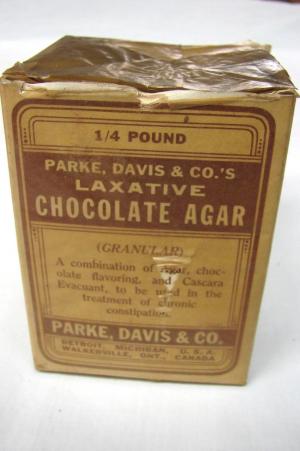 1/4 POUND
PARKE, DAVIS & CO.'S
LAXATIVE
CHOCOLATE AGAR
(GRANULAR)
A combination of Agar, choc-
olate flavoring, and Cascara
Evacuant, to be used in the
treatment of chronic
constipation.
PARKE, DAVIS & CO.
DETROIT, MICHIGAN, U. S. A.
WALKERVILLE, ONT., CANADA